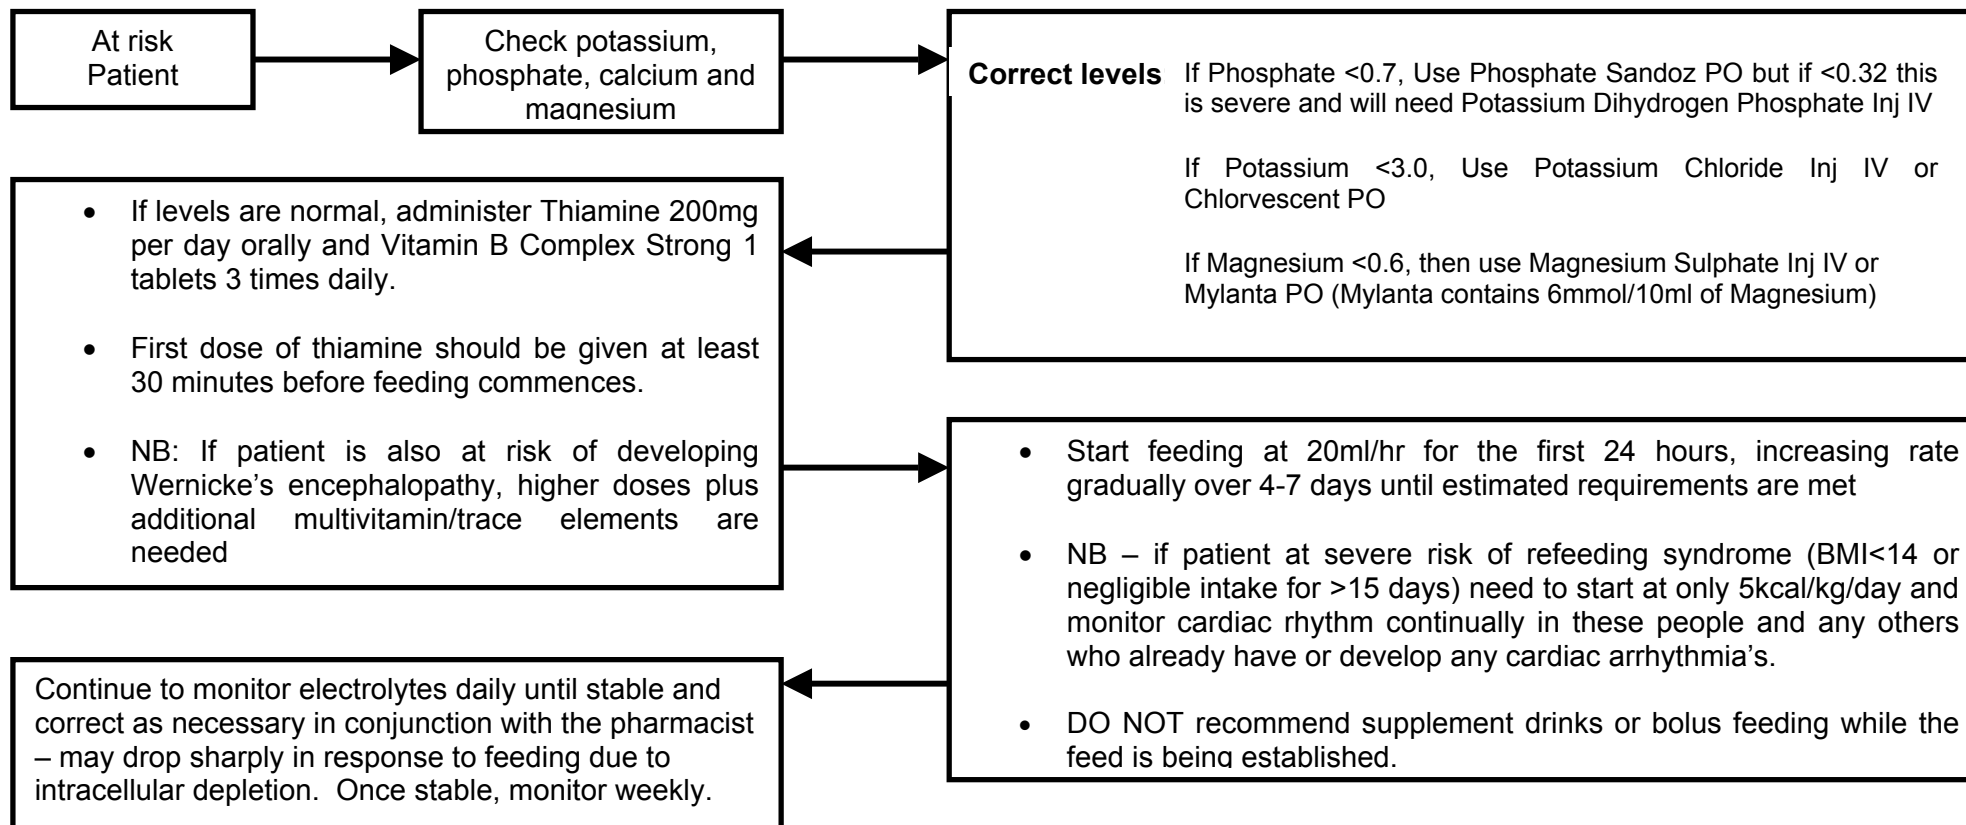 At risk
Patient
Check potassium,
phosphate, calcium and
magnesium
Correct levels
If Phosphate <0.7, Use Phosphate Sandoz PO but if <0.32 this
is severe and will need Potassium Dihydrogen Phosphate Inj IV
If Potassium <3.0, Use Potassium Chloride Inj IV or
Chlorvescent PO
If Magnesium <0.6, then use Magnesium Sulphate Inj IV or
Mylanta PO (Mylanta contains 6mmol/10ml of Magnesium)
• If levels are normal, administer Thiamine 200mg
per day orally and Vitamin B Complex Strong 1
tablets 3 times daily.
• First dose of thiamine should be given at least
30 minutes before feeding commences.
• NB: If patient is also at risk of developing
Wernicke’s encephalopathy, higher doses plus
additional multivitamin/trace elements are
needed
• Start feeding at 20ml/hr for the first 24 hours, increasing rate
gradually over 4-7 days until estimated requirements are met
• NB – if patient at severe risk of refeeding syndrome (BMI<14 or
negligible intake for >15 days) need to start at only 5kcal/kg/day and
monitor cardiac rhythm continually in these people and any others
who already have or develop any cardiac arrhythmia’s.
• DO NOT recommend supplement drinks or bolus feeding while the
feed is being established.
Continue to monitor electrolytes daily until stable and
correct as necessary in conjunction with the pharmacist
– may drop sharply in response to feeding due to
intracellular depletion. Once stable, monitor weekly.